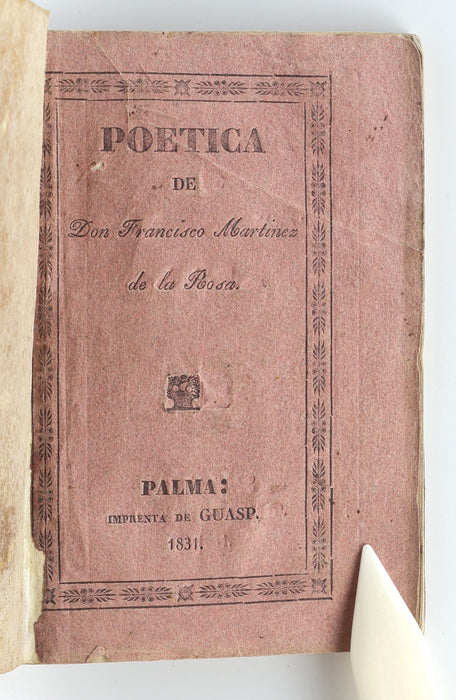 POETICA
DE
Don Francisco Martinez
de la Rosa.
PALMA:
IMPRENTA DE GUASP.
1831.